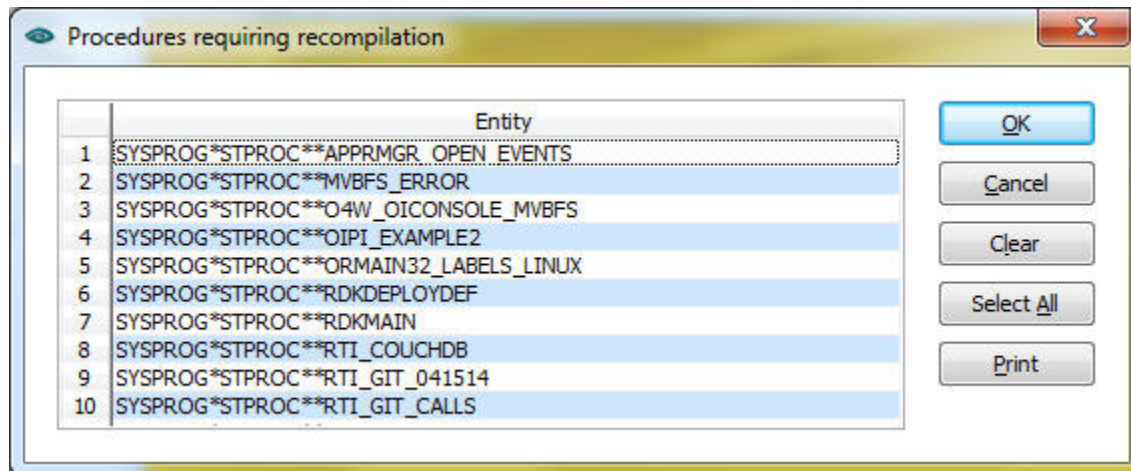 Procedures requiring recompilation
Entity
1 SYSPROG*STPROC**APPRMGR_OPEN_EVENTS
2 SYSPROG*STPROC**MVBFS_ERROR
3 SYSPROG*STPROC**O4W_OICONSOLE_MVBFS
4 SYSPROG*STPROC**OIPI_EXAMPLE2
5 SYSPROG*STPROC**ORMAIN32_LABELS_LINUX
6 SYSPROG*STPROC**RDKDEPLOYDEF
7 SYSPROG*STPROC**RDKMAIN
8 SYSPROG*STPROC**RTI_COUCHDB
9 SYSPROG*STPROC**RTI_GIT_041514
10 SYSPROG*STPROC**RTI_GIT_CALLS
OK
Cancel
Clear
Select All
Print